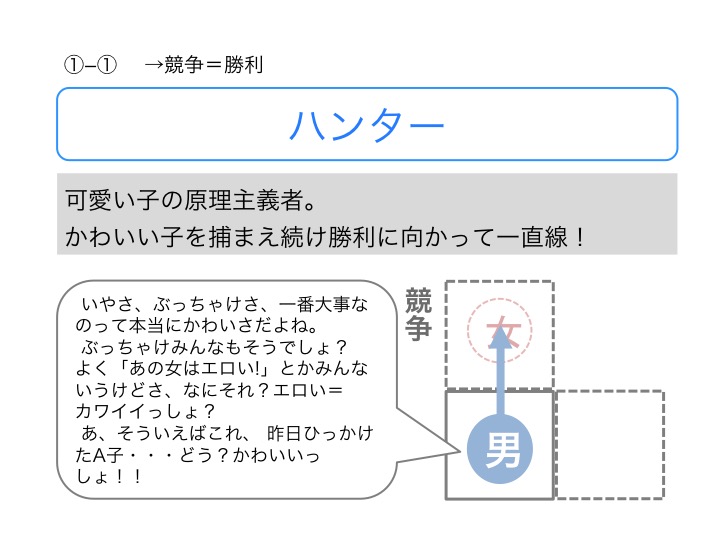 ①–①　→競争＝勝利
ハンター
可愛い子の原理主義者。
かわいい子を捕まえ続け勝利に向かって一直線！
いやさ、ぶっちゃけさ、一番大事な
のって本当にかわいさだよね。
ぶっちゃけみんなもそうでしょ？
よく「あの女はエロい!」とかみんな
いうけどさ、なにそれ？エロい＝
カワイイっしょ？
あ、そういえばこれ、 昨日ひっかけ
たA子・・・どう？かわいいっ
しょ！！
競争
女
男